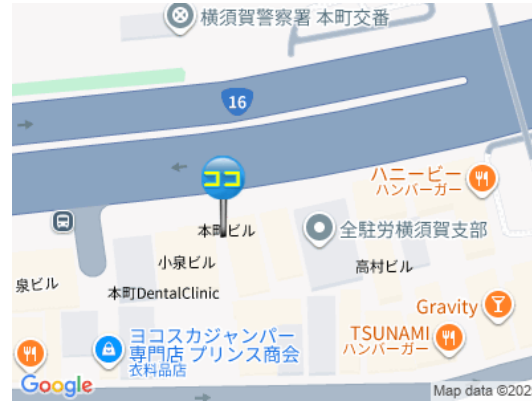 横須賀警察署 本町交番
16
ココ
ハニービー
ハンバーガー
本町ビル
全駐労横須賀支部
小泉ビル
高村ビル
泉ビル
本町DentalClinic
Gravity
ヨコスカジャンパー
専門店 プリンス商会
衣料品店
TSUNAMI
ハンバーガー
Google
Map data ©202